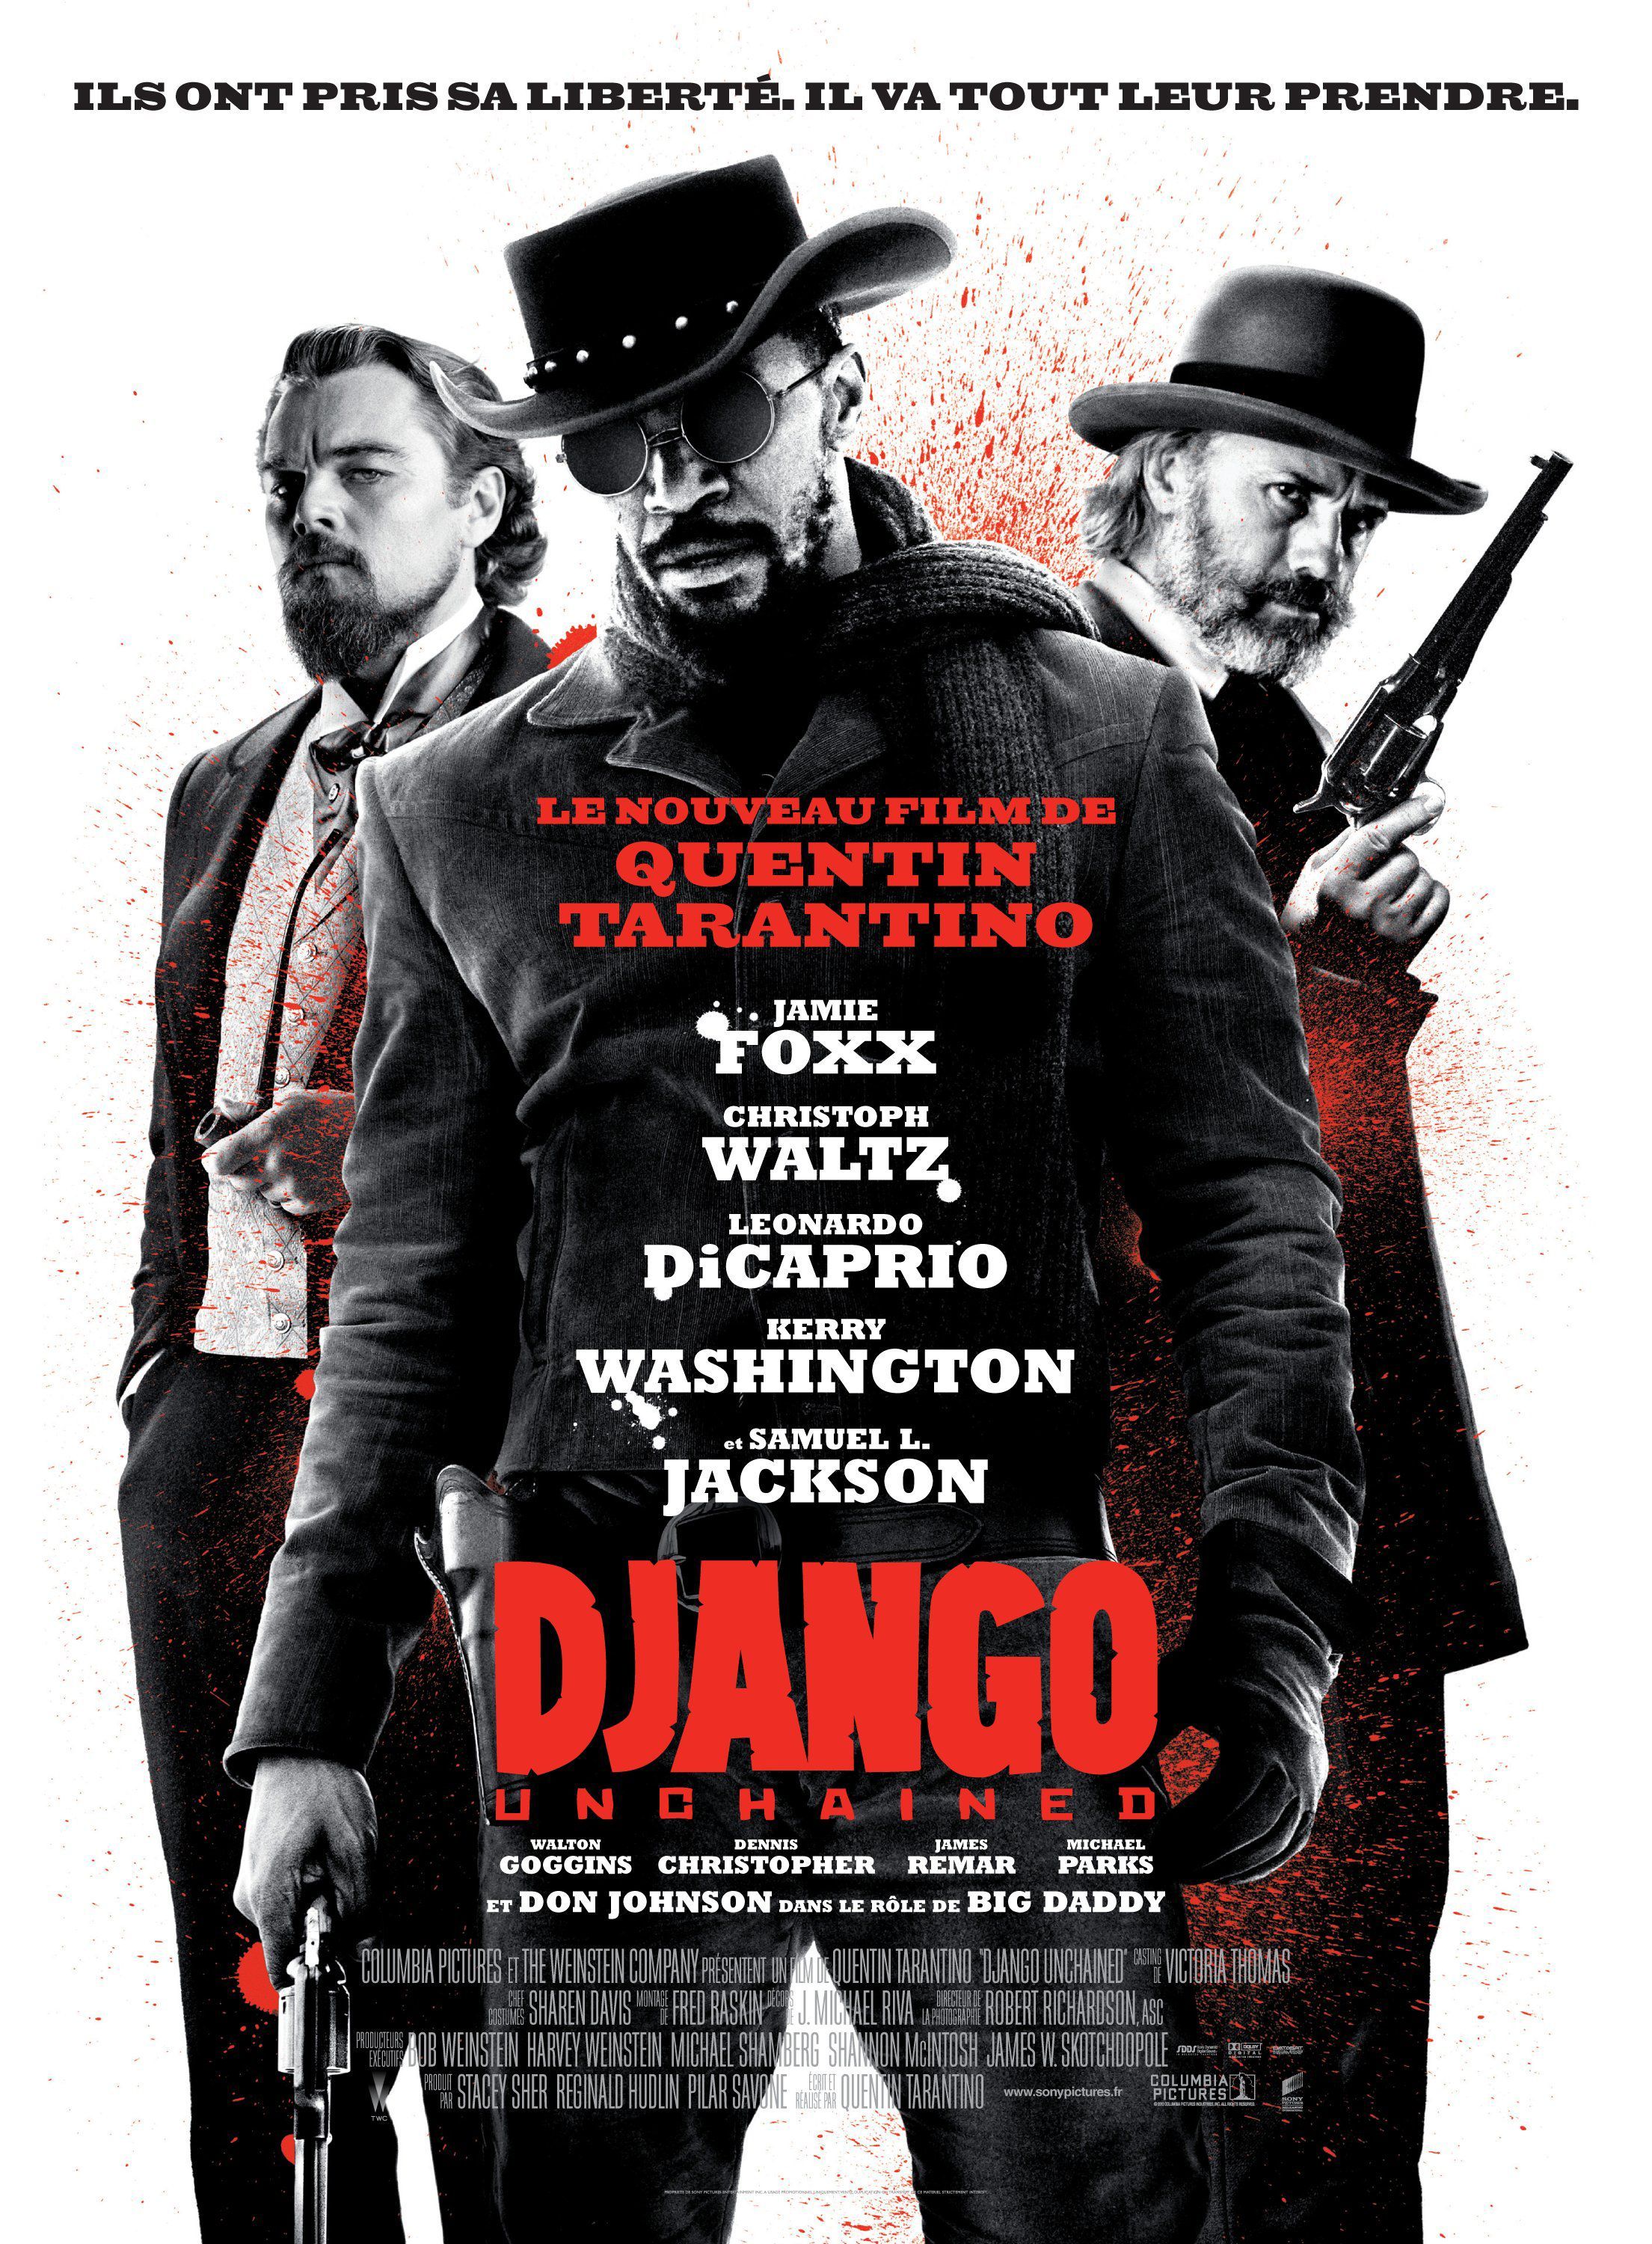 ILS ONT PRIS SA LIBERTÉ. IL VA TOUT LEUR PRENDRE.
LE NOUVEAU FILM DE
QUENTIN
TARANTINO
JAMIE
FOXX
CHRISTOPH
WALTZ
LEONARDO
DiCAPRIO
KERRY
WASHINGTON
et SAMUEL L.
JACKSON
DJANGO
UNCHAINED
WALTON GOGGINS DENNIS CHRISTOPHER JAMES REMAR MICHAEL PARKS
ET DON JOHNSON DANS LE RÔLE DE BIG DADDY
COLUMBIA PICTURES ET THE WEINSTEIN COMPANY PRÉSENTENT UN FILM DE QUENTIN TARANTINO "DJANGO UNCHAINED" CASTING DE VICTORIA THOMAS
CHEF COSTUMES SHAREN DAVIS MONTAGE DE FRED RASKIN DÉCORS DE J. MICHAEL RIVA DIRECTEUR DE LA PHOTOGRAPHIE ROBERT RICHARDSON, ASC
PRODUCTEURS EXÉCUTIFS BOB WEINSTEIN HARVEY WEINSTEIN MICHAEL SHAMBERG SHANNON McINTOSH JAMES W. SKOTCHDOPOLE SDDS DOLBY DIGITAL
PRODUIT PAR STACEY SHER REGINALD HUDLIN PILAR SAVONE ÉCRIT ET RÉALISÉ PAR QUENTIN TARANTINO www.sonypictures.fr COLUMBIA PICTURES SONY
TWC